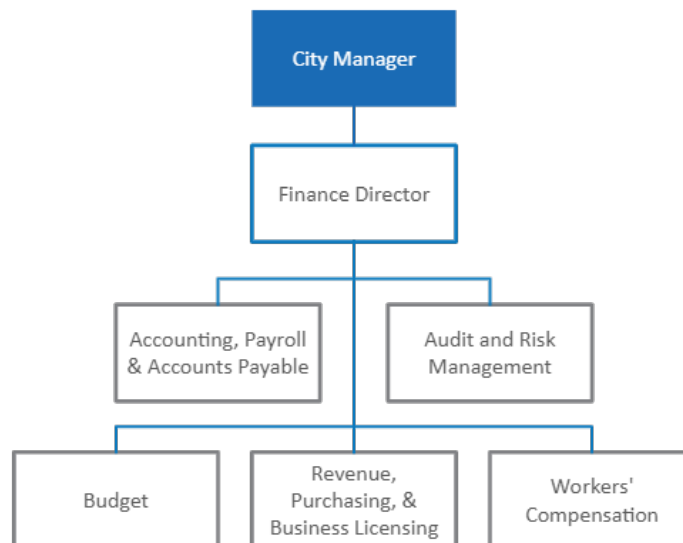 City Manager
Finance Director
Accounting, Payroll
& Accounts Payable
Audit and Risk
Management
Budget
Revenue,
Purchasing, &
Business Licensing
Workers'
Compensation